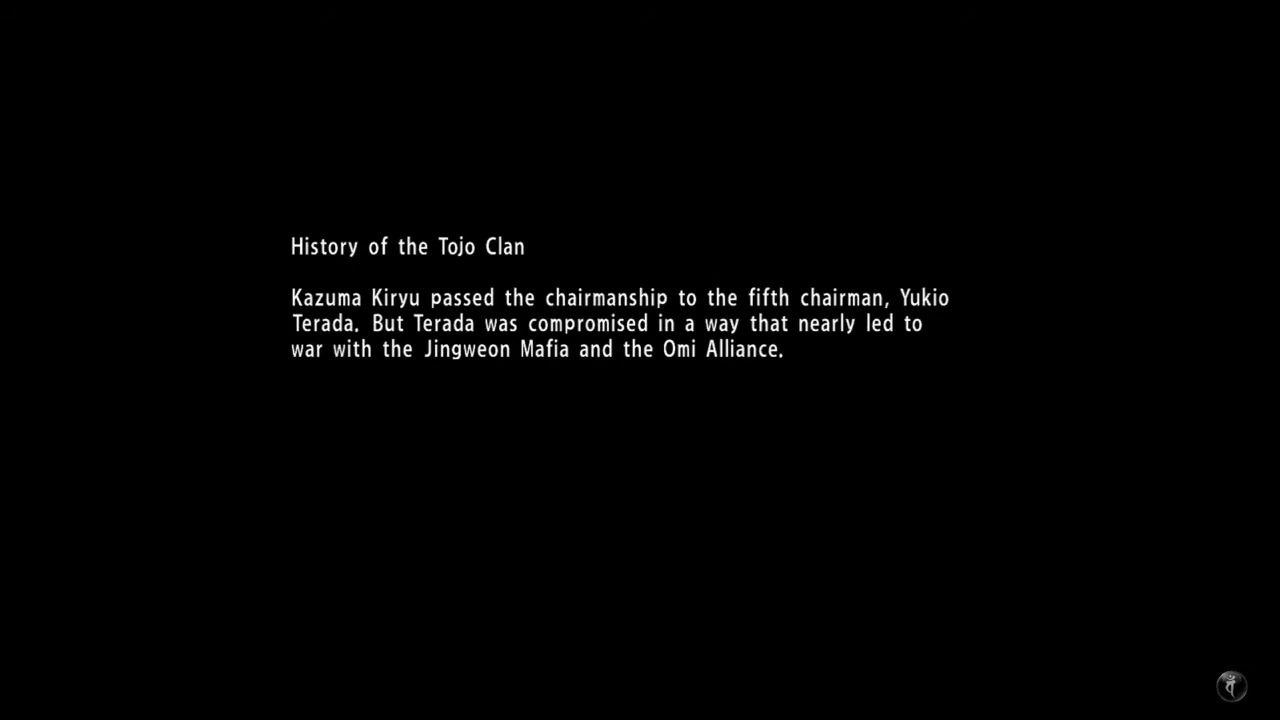 History of the Tojo Clan
Kazuma Kiryu passed the chairmanship to the fifth chairman, Yukio
Terada. But Terada was compromised in a way that nearly led to
war with the Jingweon Mafia and the Omi Alliance.